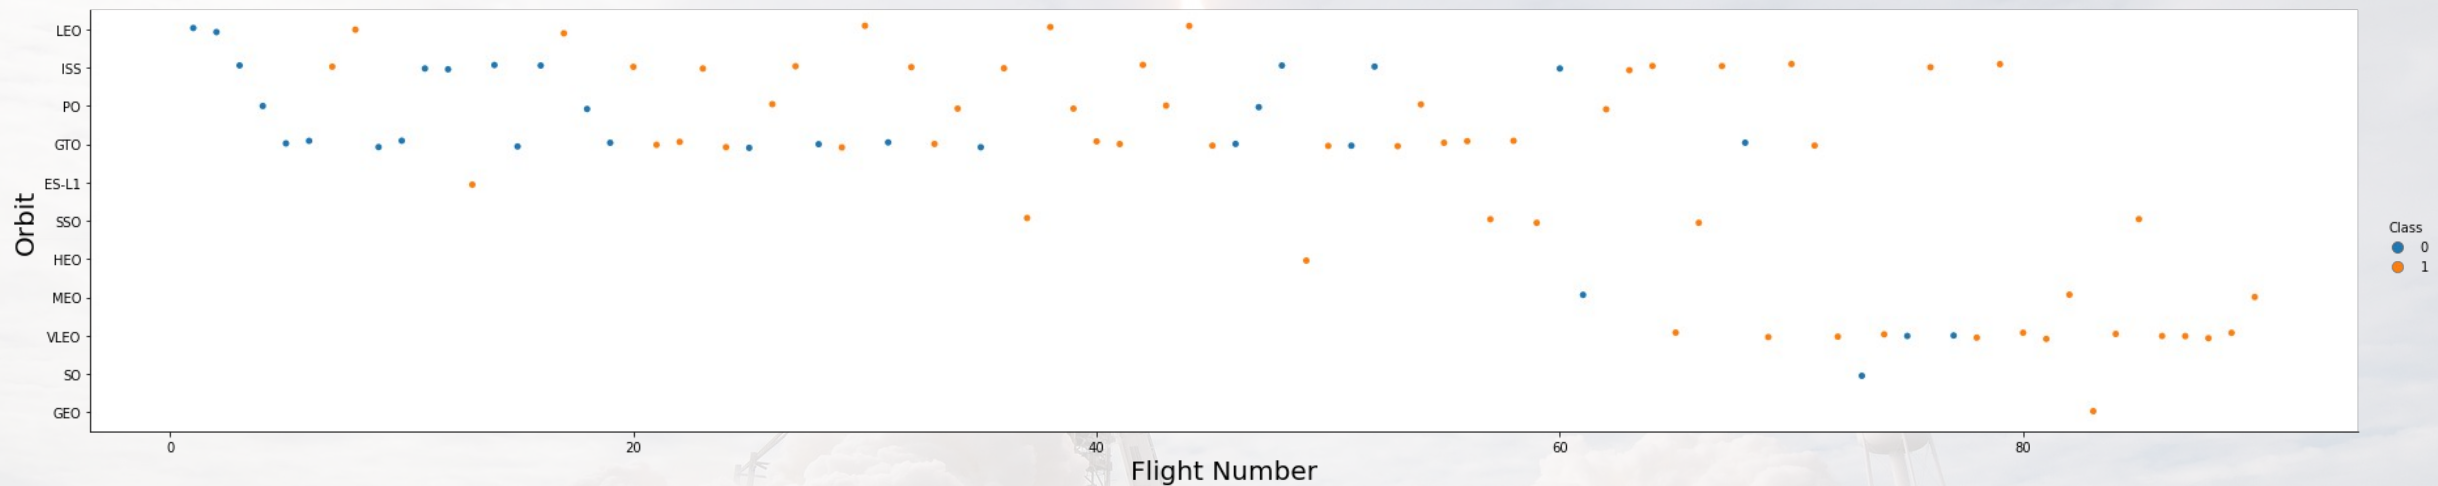 LEO
ISS
PO
GTO
ES-L1
SSO
HEO
MEO
VLEO
SO
GEO
Orbit
0 20 40 60 80
Flight Number
Class
0
1